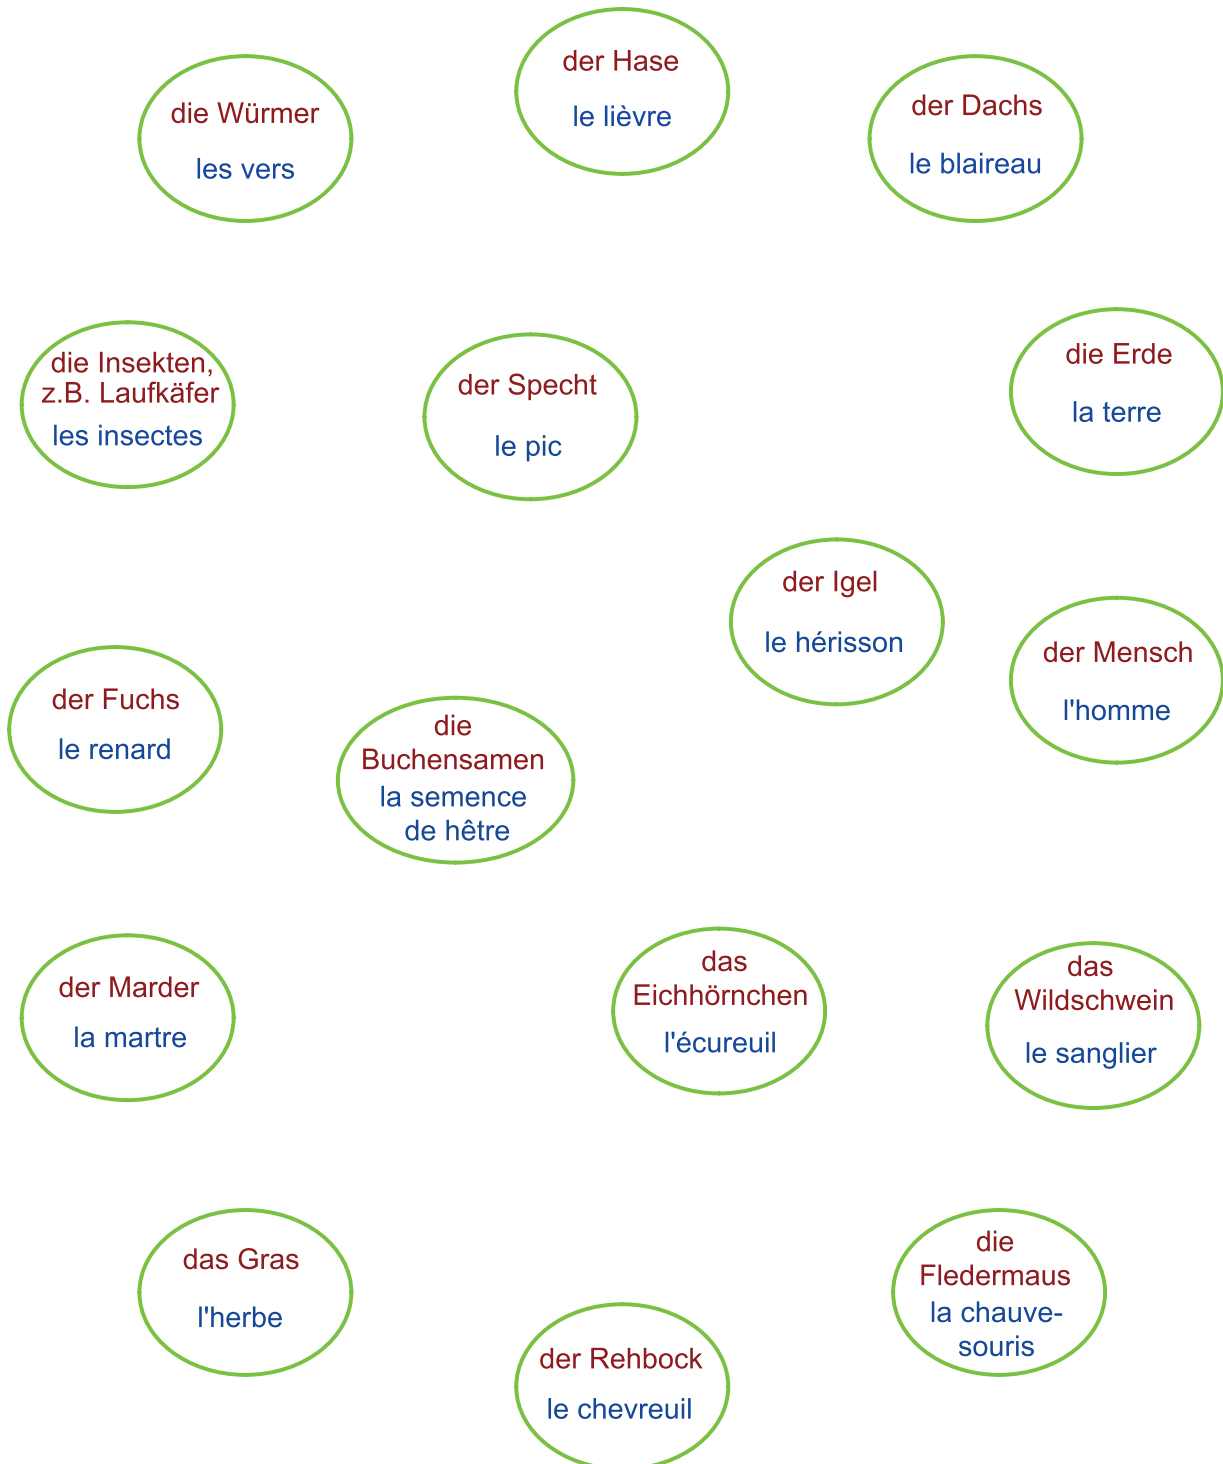 der Hase
le lièvre
die Würmer
les vers
der Dachs
le blaireau
die Insekten,
z.B. Laufkäfer
les insectes
der Specht
le pic
die Erde
la terre
der Igel
le hérisson
der Mensch
l'homme
der Fuchs
le renard
die
Buchensamen
la semence
de hêtre
der Marder
la martre
das
Eichhörnchen
l'écureuil
das
Wildschwein
le sanglier
das Gras
l'herbe
die
Fledermaus
la chauve-
souris
der Rehbock
le chevreuil